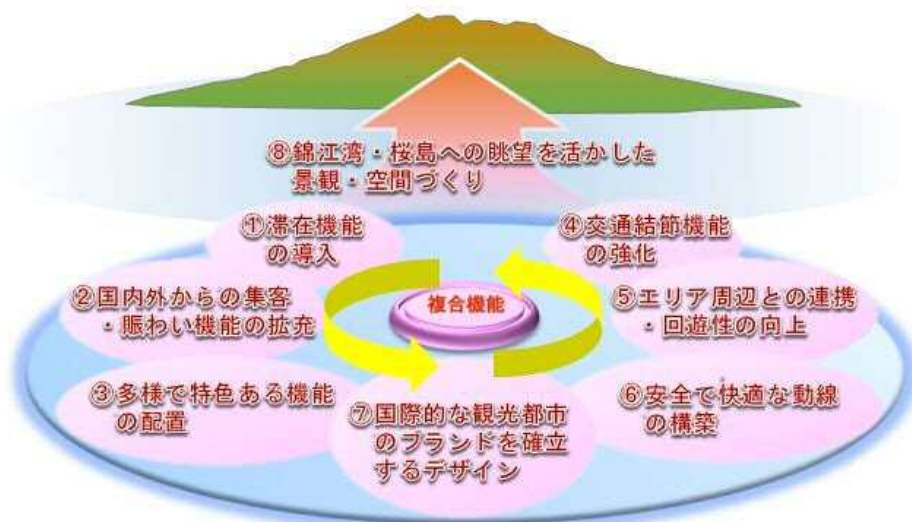 ⑧錦江湾・桜島への眺望を活かした
景観・空間づくり
①滞在機能
の導入
④交通結節機能
の強化
②国内外からの集客
・賑わい機能の拡充
複合機能
⑤エリア周辺との連携
・回遊性の向上
③多様で特色ある機能
の配置
⑦国際的な観光都市
のブランドを確立
するデザイン
⑥安全で快適な動線
の構築